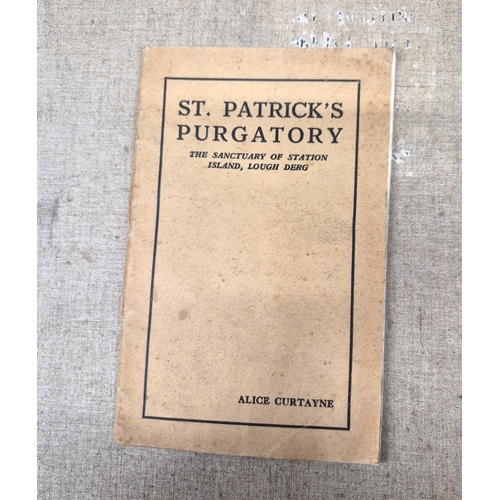 ST. PATRICK'S
PURGATORY
THE SANCTUARY OF STATION
ISLAND, LOUGH DERG
ALICE CURTAYNE